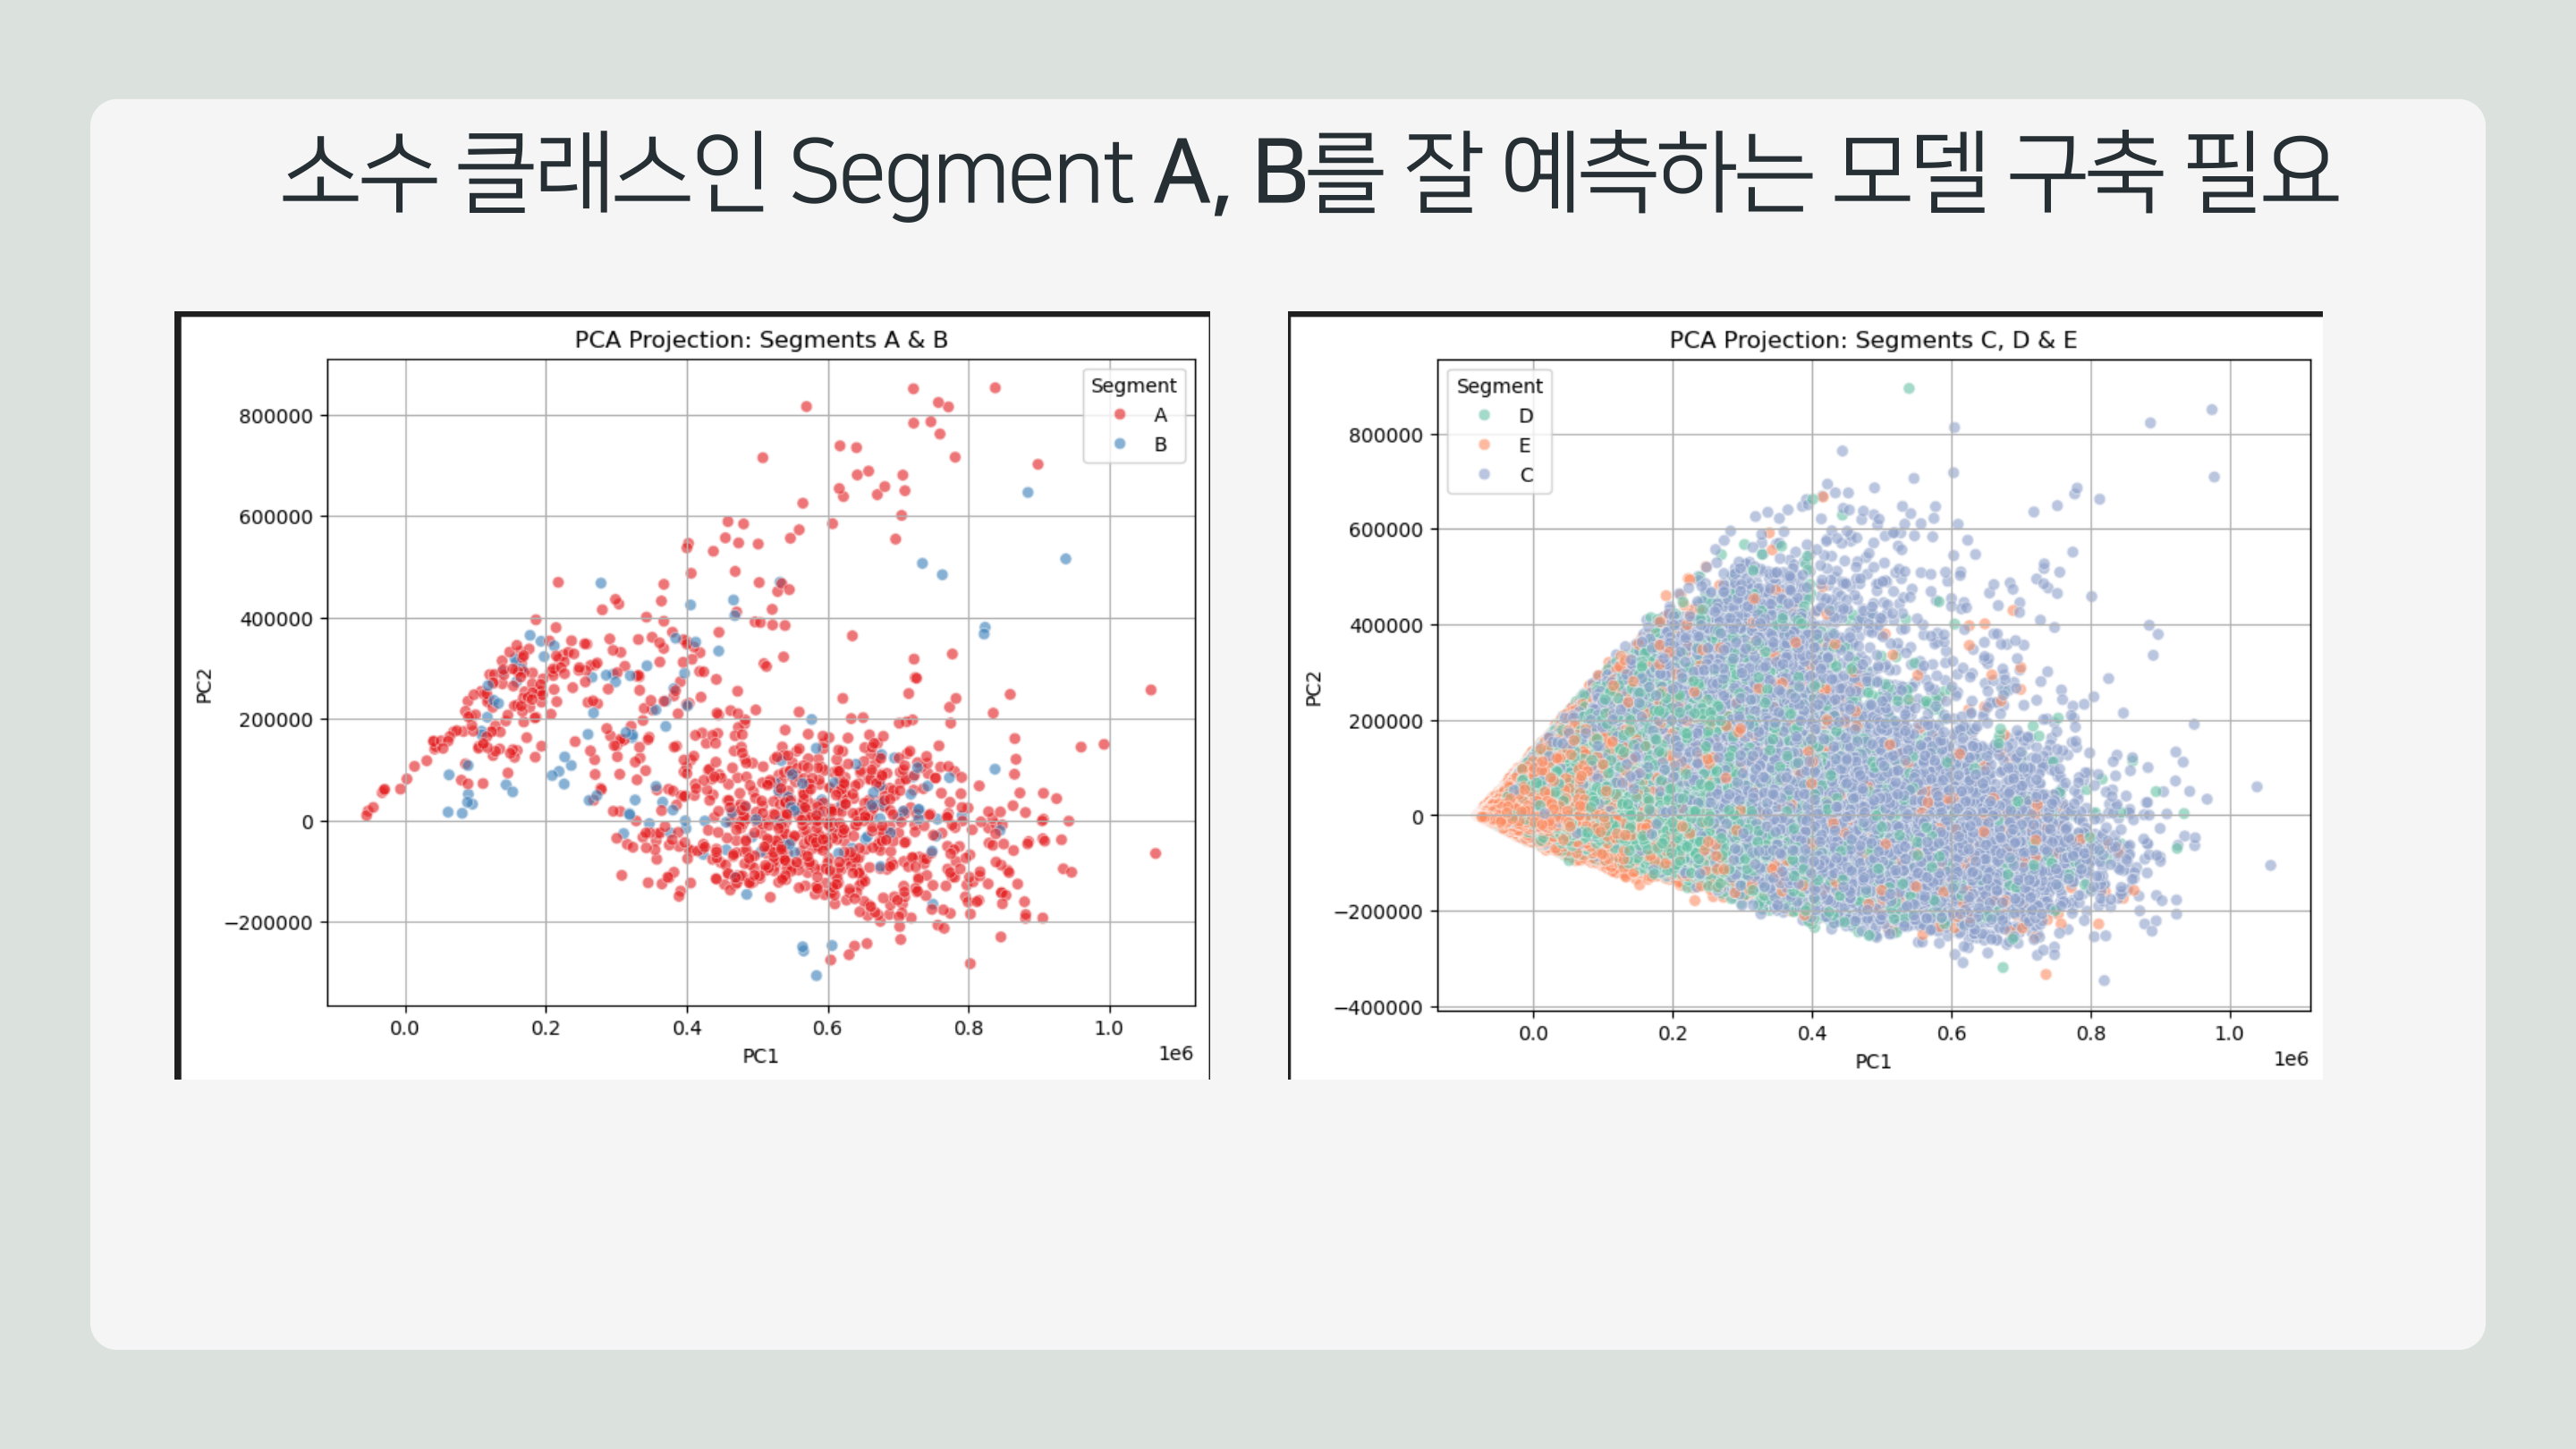 소수 클래스인 Segment A, B를 잘 예측하는 모델 구축 필요
PCA Projection: Segments A & B
Segment
A
B
800000
600000
400000
200000
0
−200000
PC2
0.0 0.2 0.4 0.6 0.8 1.0
1e6
PC1
PCA Projection: Segments C, D & E
Segment
D
E
C
800000
600000
400000
200000
0
−200000
−400000
PC2
0.0 0.2 0.4 0.6 0.8 1.0
1e6
PC1